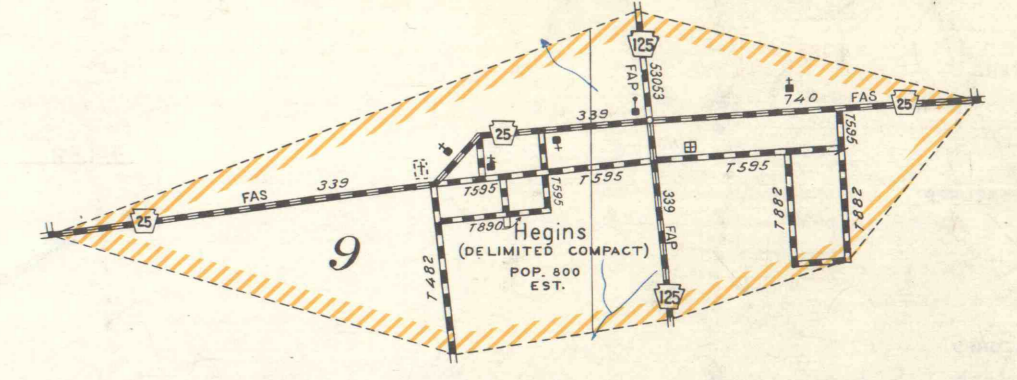 125
FAP
53053
740
FAS
25
339
25
T595
339
FAS
25
T595
T595
T595
T595
T890
Hegins
(DELIMITED COMPACT)
POP. 800
EST.
9
T482
339
FAP
T882
T882
125